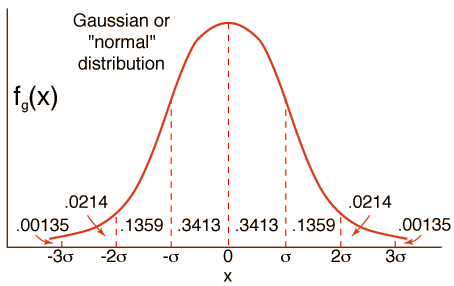 Gaussian or
"normal"
distribution
f_g(x)
.0214 .0214
.00135 .1359 .3413 .3413 .1359 .00135
-3σ -2σ -σ 0 σ 2σ 3σ
x